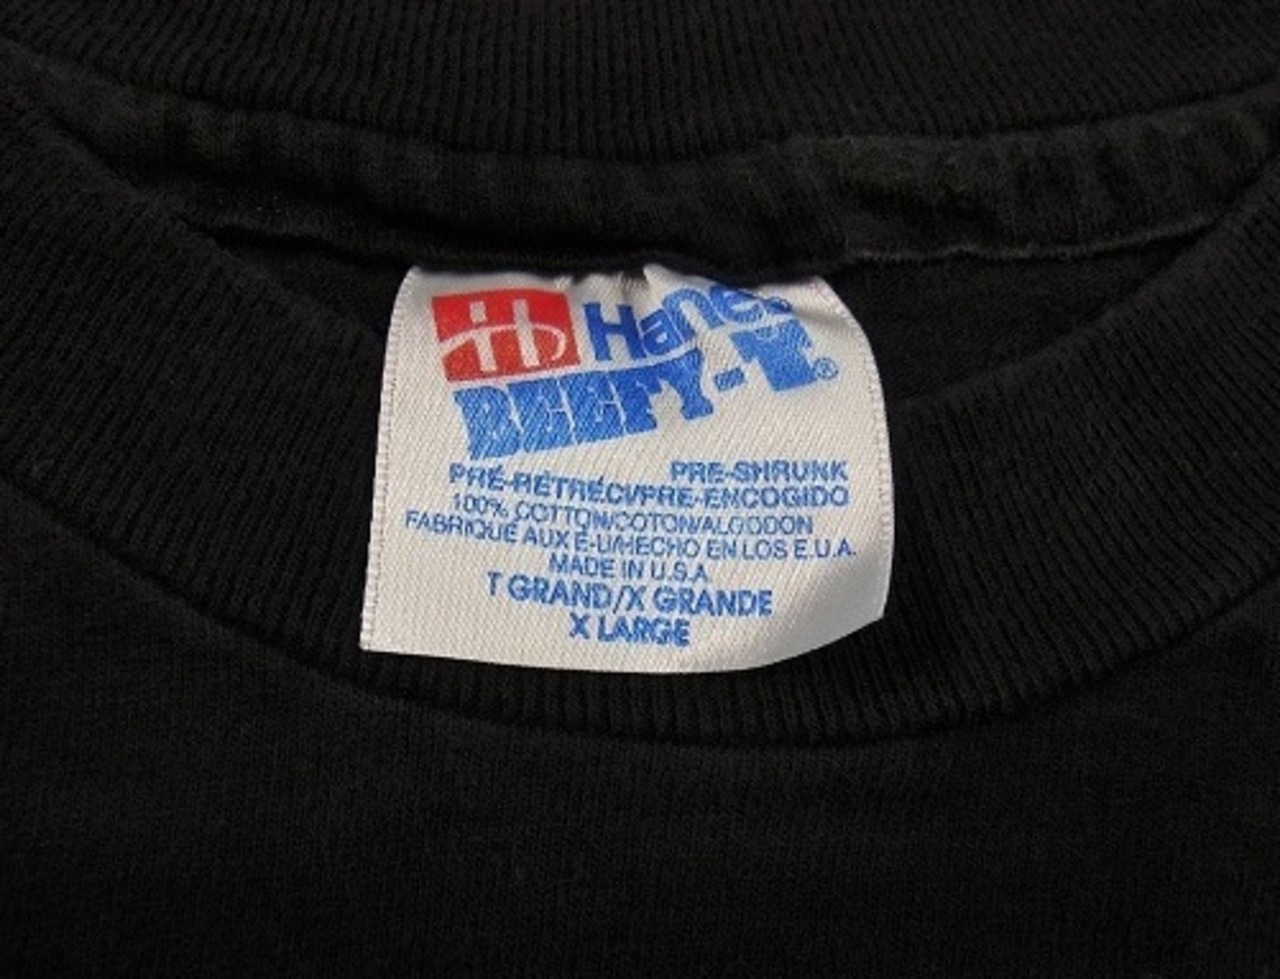 Hanes
BEEFY-T®
PRE-SHRUNK
PRÉ-RÉTRÉCI/PRE-ENCOGIDO
100% COTTON/COTON/ALGODON
FABRIQUÉ AUX É-U/HECHO EN LOS E.U.A.
MADE IN U.S.A.
T GRAND/X GRANDE
X LARGE